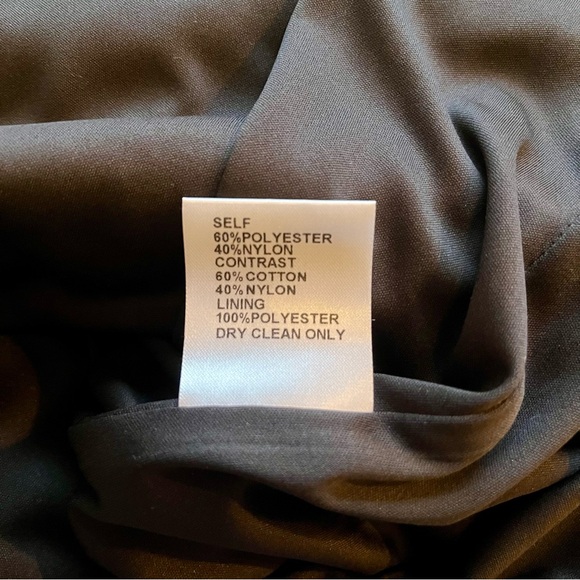 SELF
60%POLYESTER
40%NYLON
CONTRAST
60%COTTON
40%NYLON
LINING
100%POLYESTER
DRY CLEAN ONLY